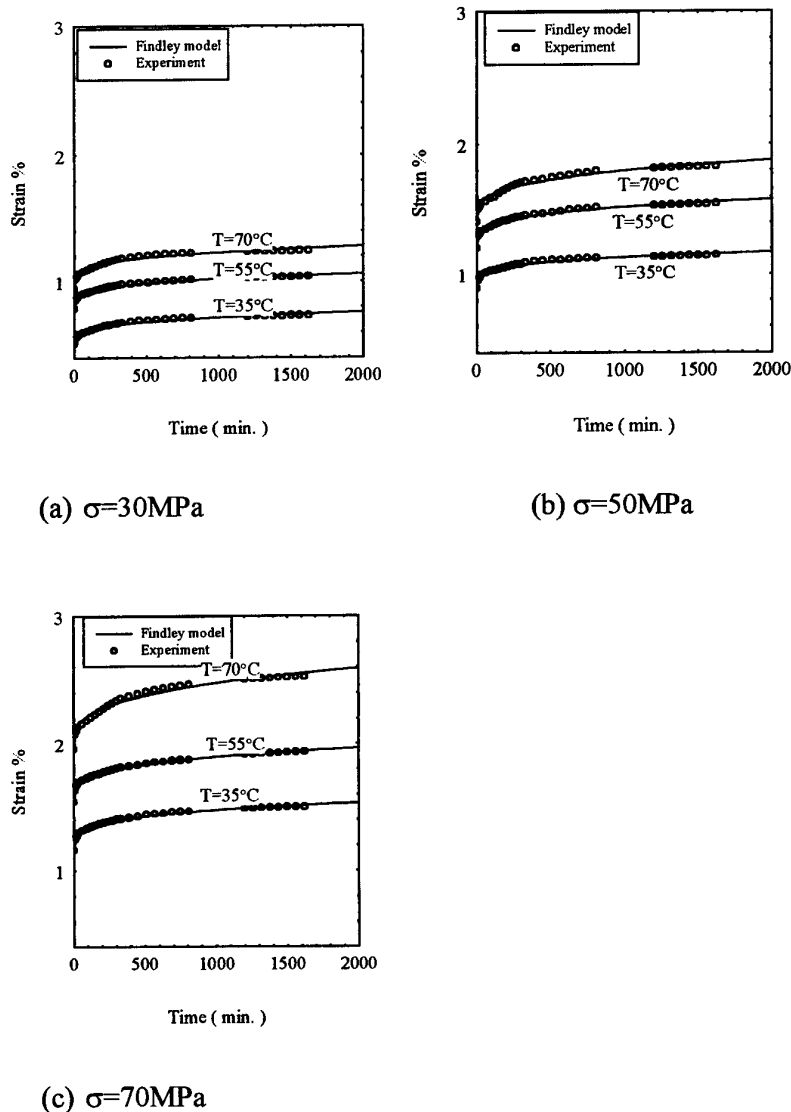 3
Findley model
Experiment
2
Strain %
T=70°C
T=55°C
1
T=35°C
0
500
1000
1500
2000
Time ( min. )
(a) σ=30MPa
3
Findley model
Experiment
2
Strain %
T=70°C
T=55°C
1
T=35°C
0
500
1000
1500
2000
Time ( min. )
(b) σ=50MPa
3
Findley model
Experiment
T=70°C
2
Strain %
T=55°C
T=35°C
1
0
500
1000
1500
2000
Time ( min. )
(c) σ=70MPa